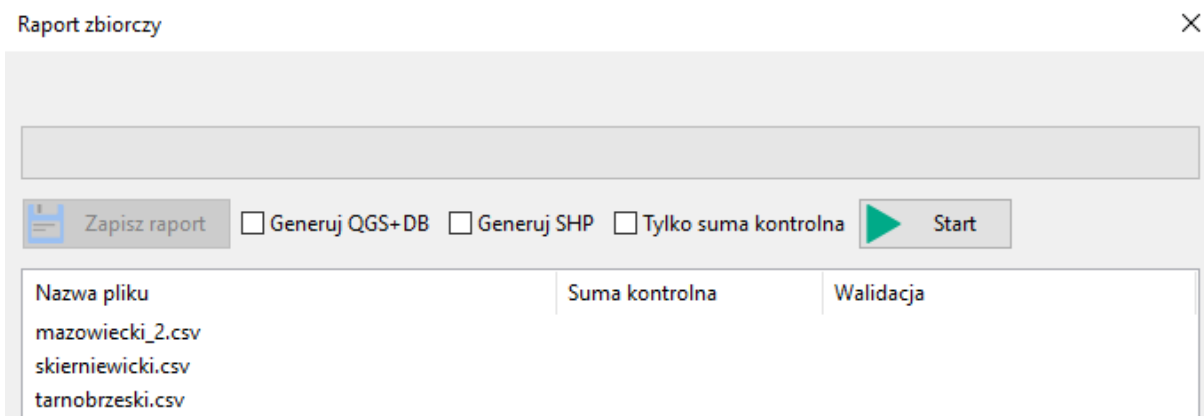 Raport zbiorczy
Zapisz raport Generuj QGS+DB Generuj SHP Tylko suma kontrolna Start
Nazwa pliku Suma kontrolna Walidacja
mazowiecki_2.csv
skierniewicki.csv
tarnobrzeski.csv